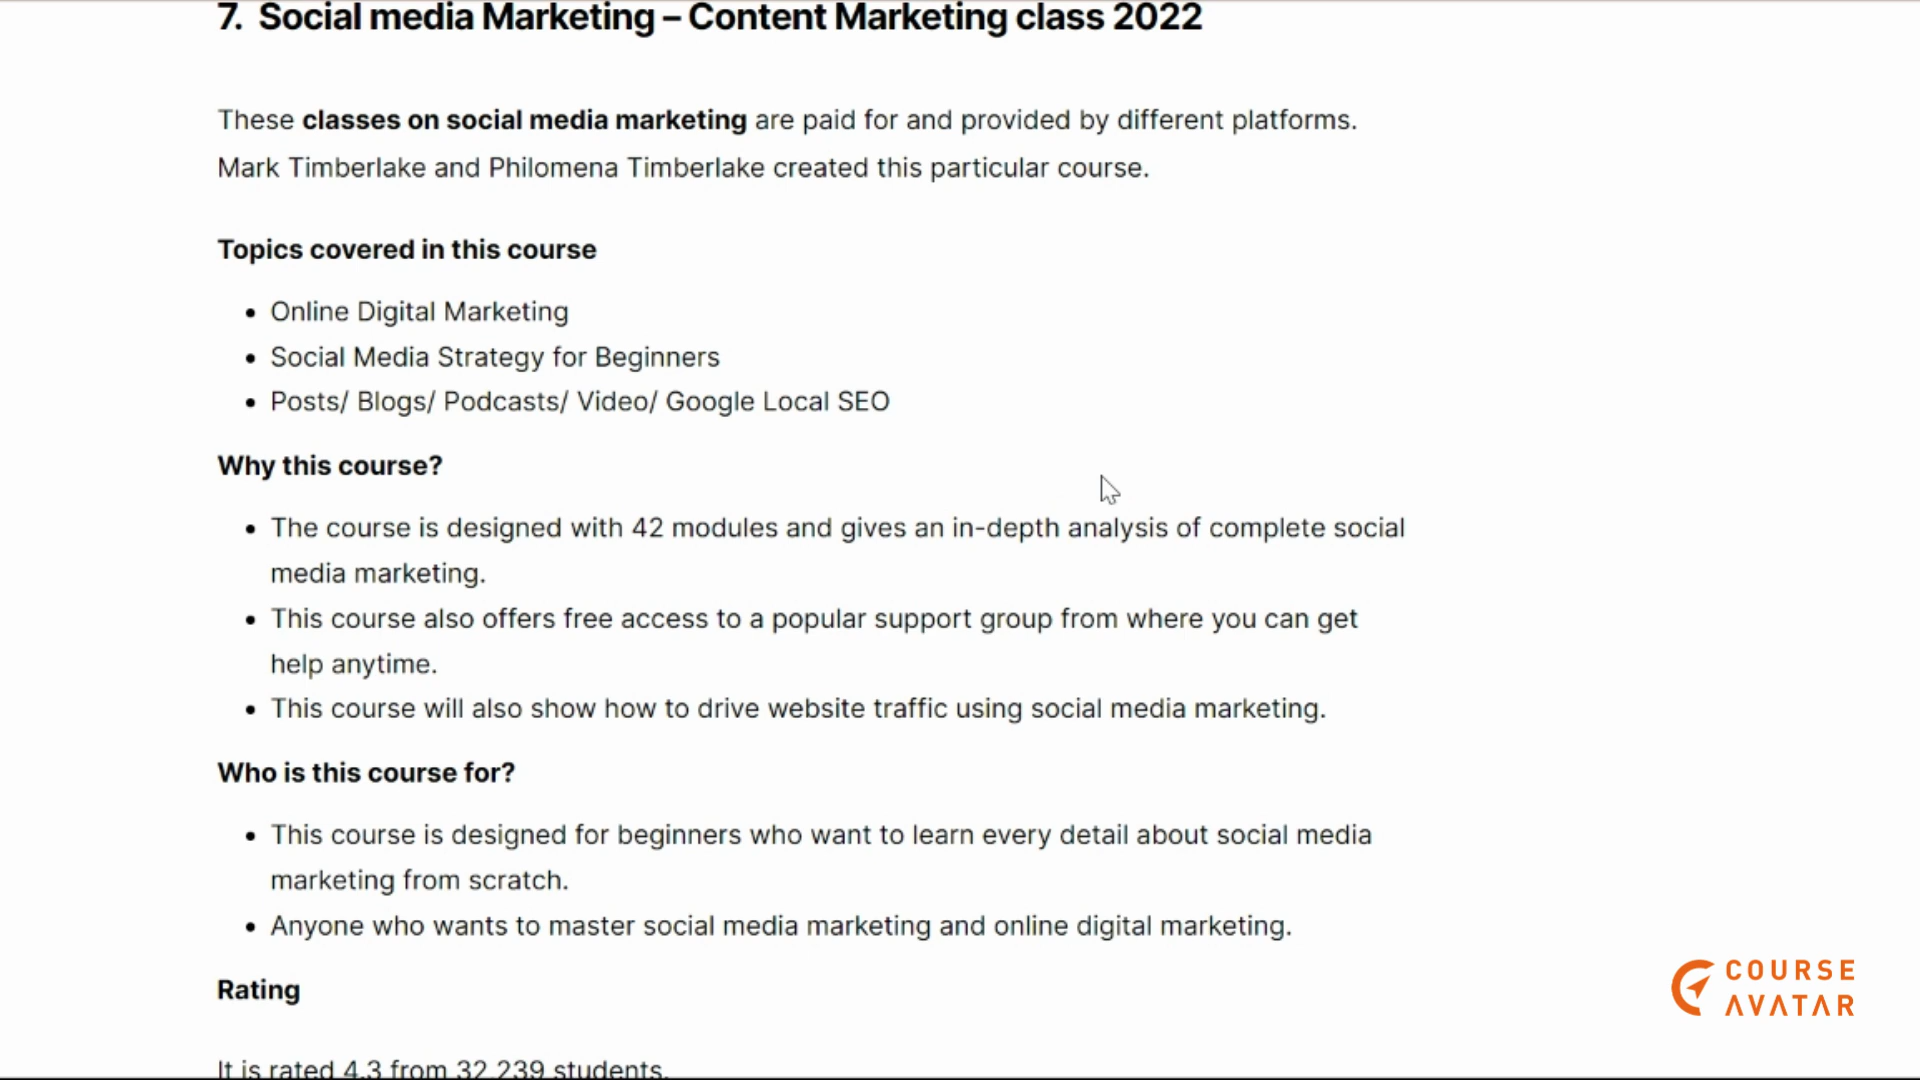 7. Social media Marketing – Content Marketing class 2022
These classes on social media marketing are paid for and provided by different platforms.
Mark Timberlake and Philomena Timberlake created this particular course.
Topics covered in this course
• Online Digital Marketing
• Social Media Strategy for Beginners
• Posts/ Blogs/ Podcasts/ Video/ Google Local SEO
Why this course?
• The course is designed with 42 modules and gives an in-depth analysis of complete social
media marketing.
• This course also offers free access to a popular support group from where you can get
help anytime.
• This course will also show how to drive website traffic using social media marketing.
Who is this course for?
• This course is designed for beginners who want to learn every detail about social media
marketing from scratch.
• Anyone who wants to master social media marketing and online digital marketing.
Rating
It is rated 4.3 from 32,239 students.
COURSE
AVATAR